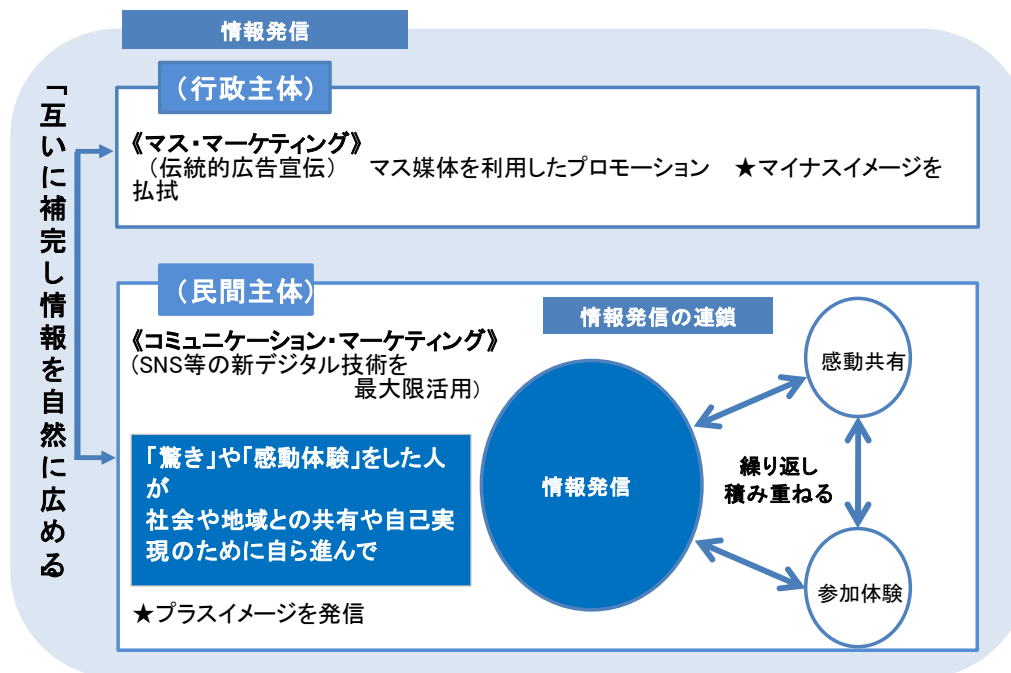 情報発信
「互いに補完し情報を自然に広める」
（行政主体）
《マス・マーケティング》
（伝統的広告宣伝） マス媒体を利用したプロモーション ★マイナスイメージを
払拭
（民間主体）
《コミュニケーション・マーケティング》
(SNS等の新デジタル技術を
最大限活用)
「驚き」や「感動体験」をした人
が
社会や地域との共有や自己実
現のために自ら進んで
★プラスイメージを発信
情報発信の連鎖
情報発信
感動共有
繰り返し
積み重ねる
参加体験